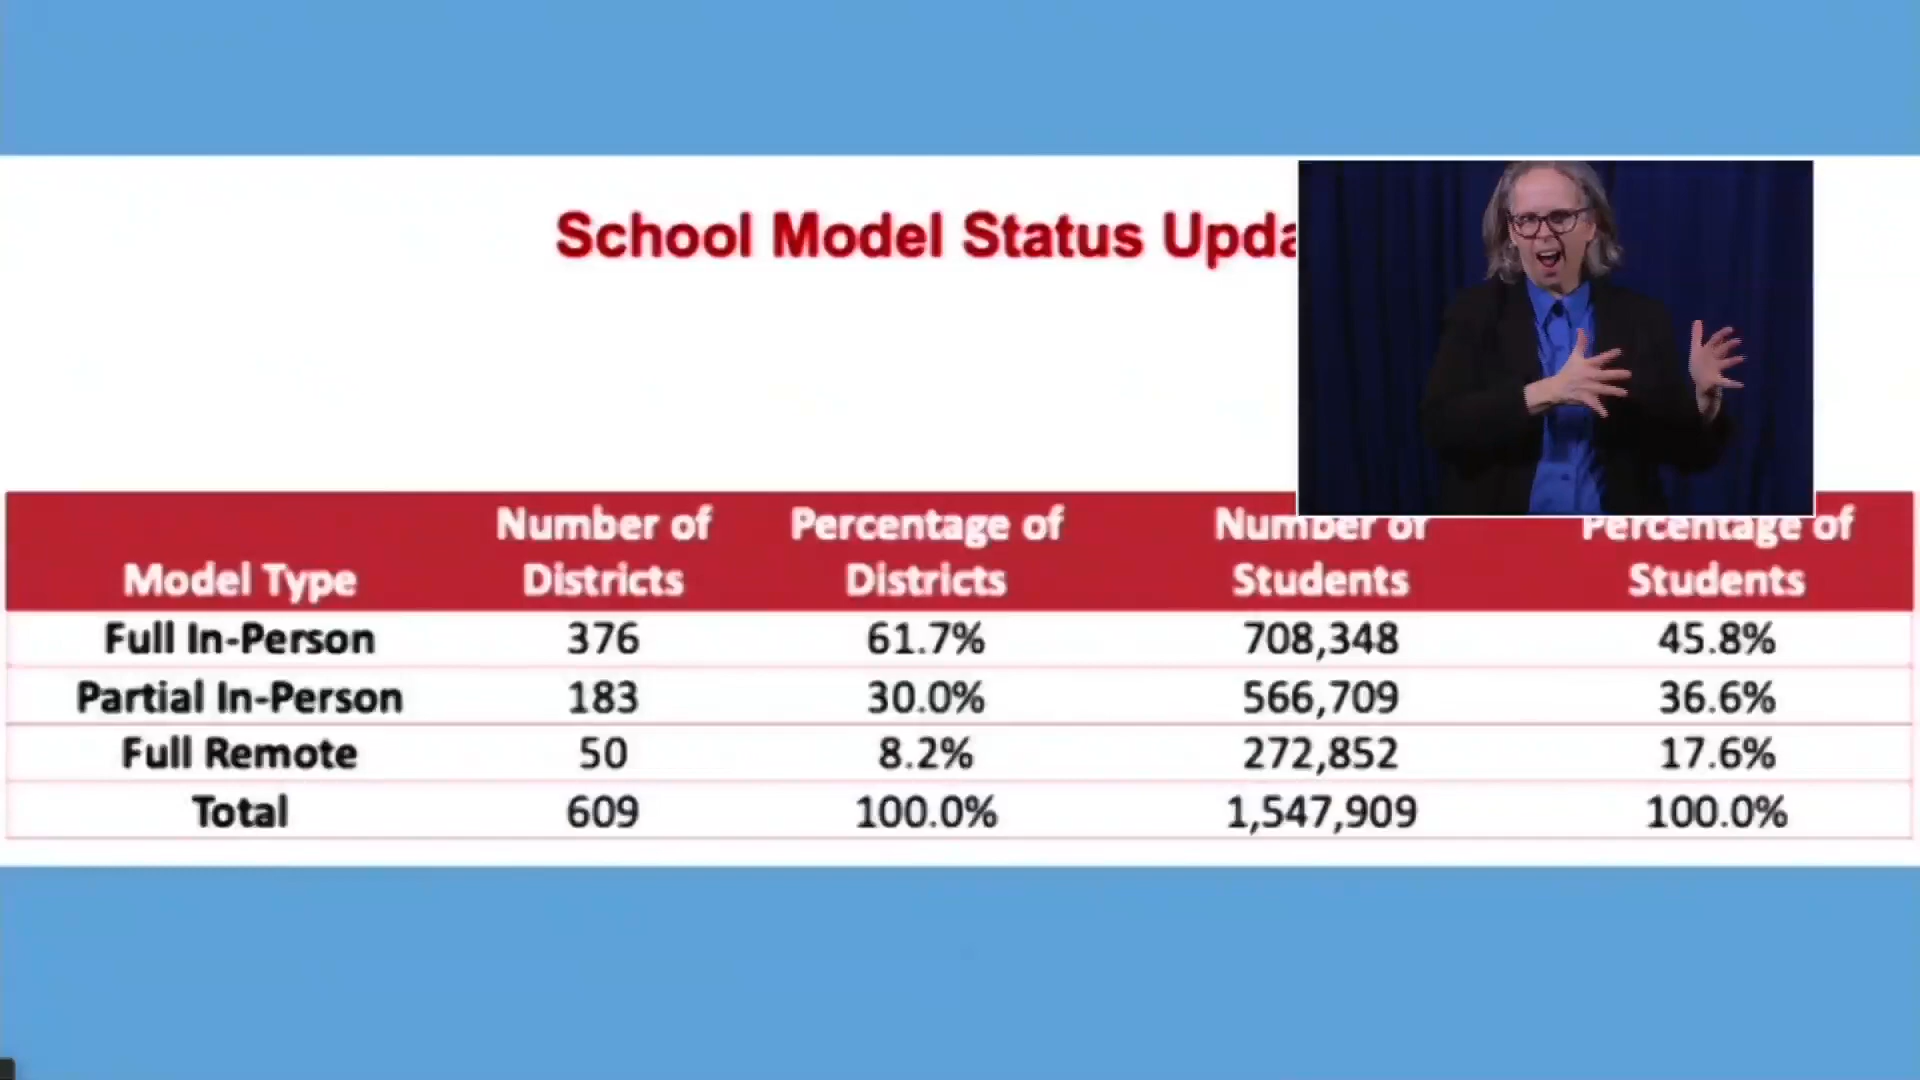 School Model Status Upda
Model Type Number of Districts Percentage of Districts Number of Students Percentage of Students
Full In-Person 376 61.7% 708,348 45.8%
Partial In-Person 183 30.0% 566,709 36.6%
Full Remote 50 8.2% 272,852 17.6%
Total 609 100.0% 1,547,909 100.0%